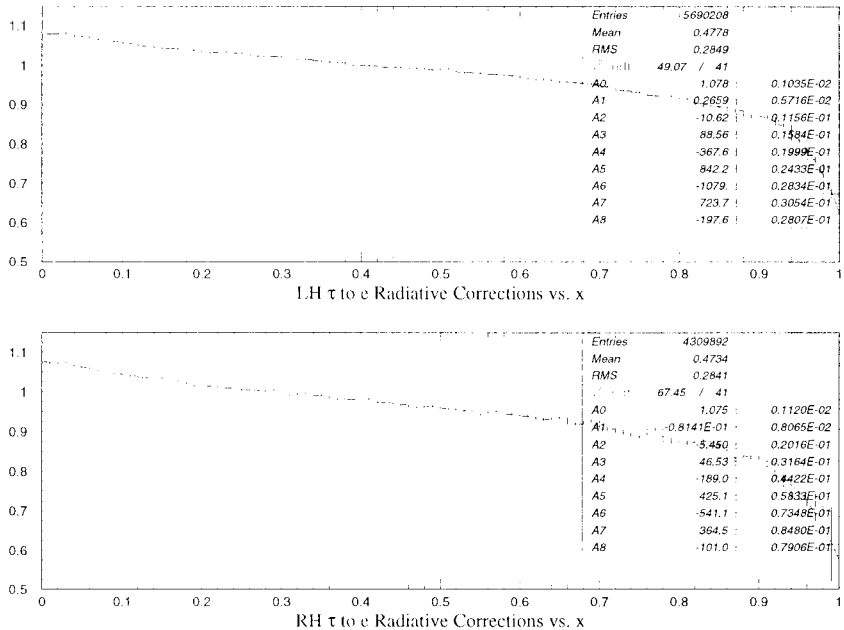 1.1
1
0.9
0.8
0.7
0.6
0.5
0 0.1 0.2 0.3 0.4 0.5 0.6 0.7 0.8 0.9 1
Entries 5690208
Mean 0.4778
RMS 0.2849
49.07 / 41
A0 1.078 0.1035E-02
A1 0.2659 0.5716E-02
A2 -10.62 0.1156E-01
A3 88.56 0.1584E-01
A4 -367.6 0.1999E-01
A5 842.2 0.2433E-01
A6 -1079. 0.2834E-01
A7 723.7 0.3054E-01
A8 -197.6 0.2807E-01
LH τ to e Radiative Corrections vs. x
1.1
1
0.9
0.8
0.7
0.6
0.5
0 0.1 0.2 0.3 0.4 0.5 0.6 0.7 0.8 0.9 1
Entries 4309892
Mean 0.4734
RMS 0.2841
67.45 / 41
A0 1.075 0.1120E-02
A1 -0.8141E-01 0.8065E-02
A2 -5.450 0.2016E-01
A3 46.53 0.3164E-01
A4 -189.0 0.4422E-01
A5 425.1 0.5833E-01
A6 -541.1 0.7348E-01
A7 364.5 0.8480E-01
A8 -101.0 0.7906E-01
RH τ to e Radiative Corrections vs. x